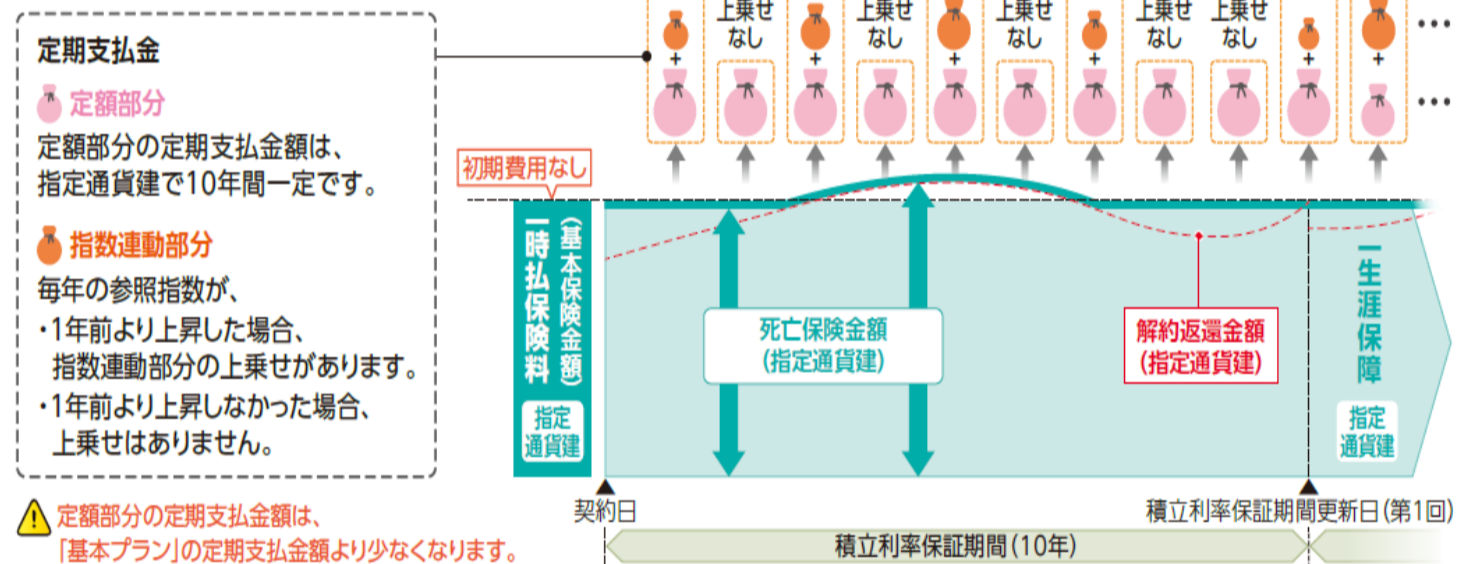 定期支払金
定額部分
定額部分の定期支払金額は、
指定通貨建で10年間一定です。
指数連動部分
毎年の参照指数が、
・1年前より上昇した場合、
指数連動部分の上乗せがあります。
・1年前より上昇しなかった場合、
上乗せはありません。
定額部分の定期支払金額は、
「基本プラン」の定期支払金額より少なくなります。
+
上乗せ
なし
+
上乗せ
なし
+
上乗せ
なし
+
上乗せ
なし
上乗せ
なし
+
+
…
…
初期費用なし
一時払保険料
(基本保険金額)
指定
通貨建
死亡保険金額
(指定通貨建)
解約返還金額
(指定通貨建)
一生涯保障
指定
通貨建
契約日
積立利率保証期間更新日(第1回)
積立利率保証期間(10年)